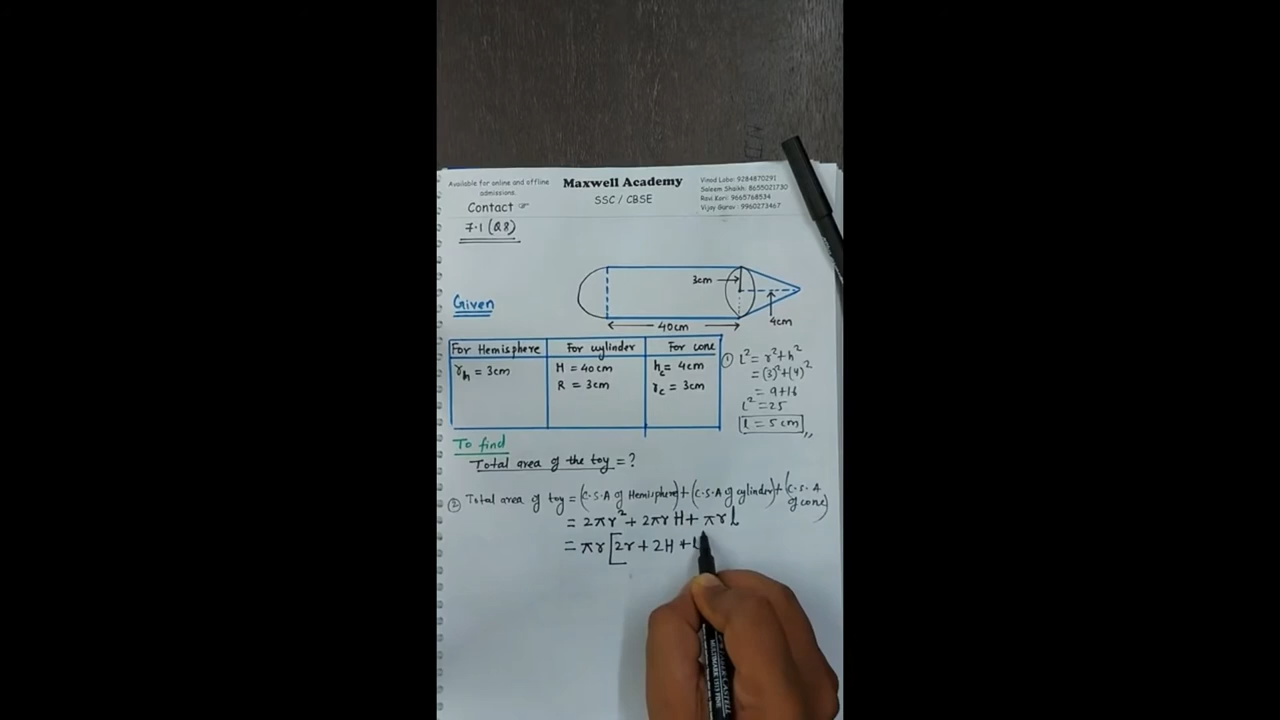 Available for online and offline admissions.
Contact ☞
Maxwell Academy
SSC / CBSE
Vinod Lobo: 9284870291
Saleem Shaikh: 8655021730
Ravi Kori: 9665768534
Vijay Gurav: 9960273467
7.1 (Q8)
3cm
40cm
4cm
Given
For Hemisphere
For cylinder
For cone
rh = 3cm
H = 40cm
R = 3cm
hc = 4cm
rc = 3cm
① l² = r² + h²
= (3)² + (4)²
= 9+16
l² = 25
l = 5 cm
To find
Total area of the toy = ?
② Total area of toy = (C.S.A of Hemisphere) + (C.S.A of cylinder) + (C.S.A of cone)
= 2πr² + 2πrH + πrl
= πr [2r + 2H + l